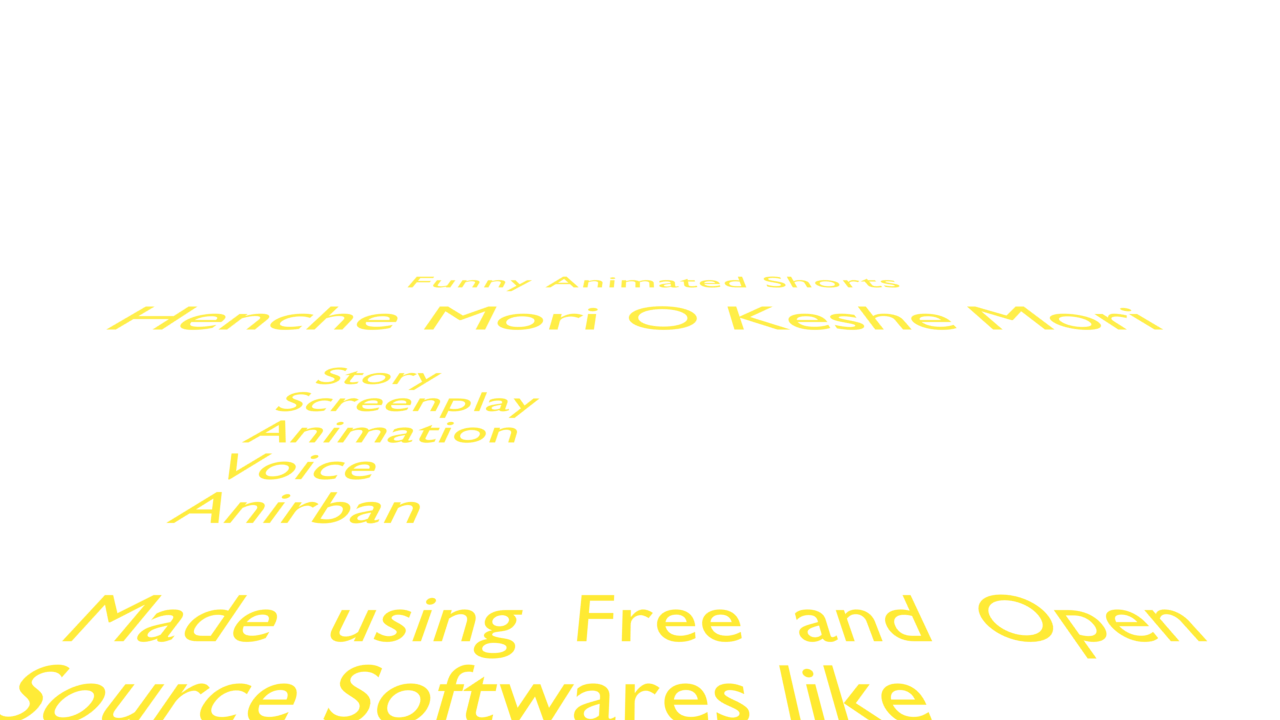 Funny Animated Shorts
Henche Mori O Keshe Mori
Story
Screenplay
Animation
Voice
Anirban
Made using Free and Open
Source Softwares like